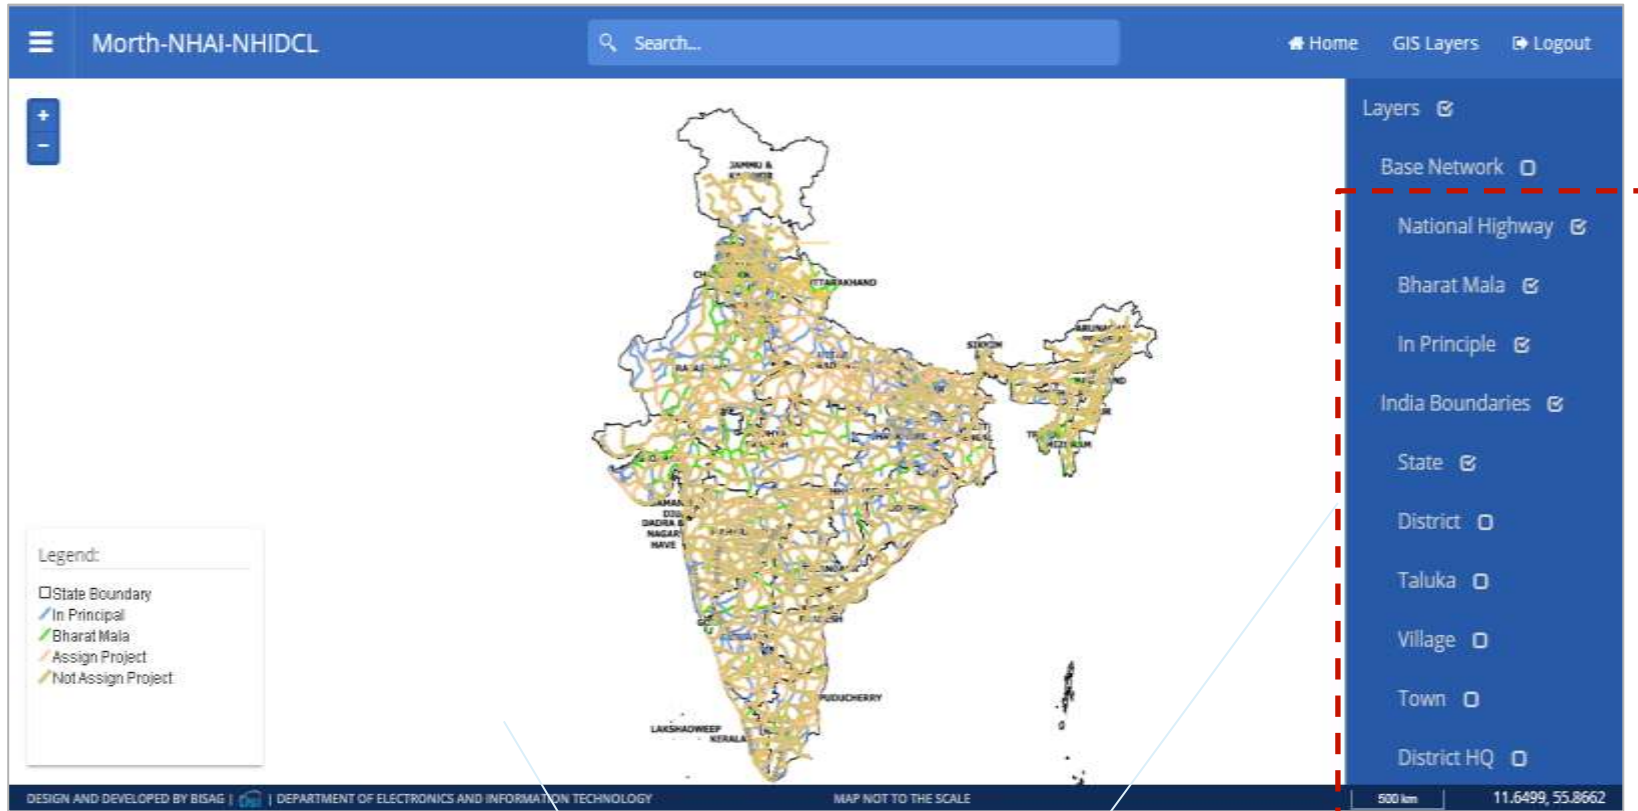 Morth-NHAI-NHIDCL
Search...
Home
GIS Layers
Logout
+
-
Layers
Base Network
National Highway
Bharat Mala
In Principle
India Boundaries
State
District
Taluka
Village
Town
District HQ
JAMMU &
UTTARAKHAND
SIKKIM
DADRA &
NAGAR
HAVE
PUDUCHERRY
LAKSHADWEEP
KERALA
Legend:
State Boundary
In Principal
Bharat Mala
Assign Project
Not Assign Project
DESIGN AND DEVELOPED BY BISAG | | DEPARTMENT OF ELECTRONICS AND INFORMATION TECHNOLOGY
MAP NOT TO THE SCALE
500 km
11.6499, 55.8662